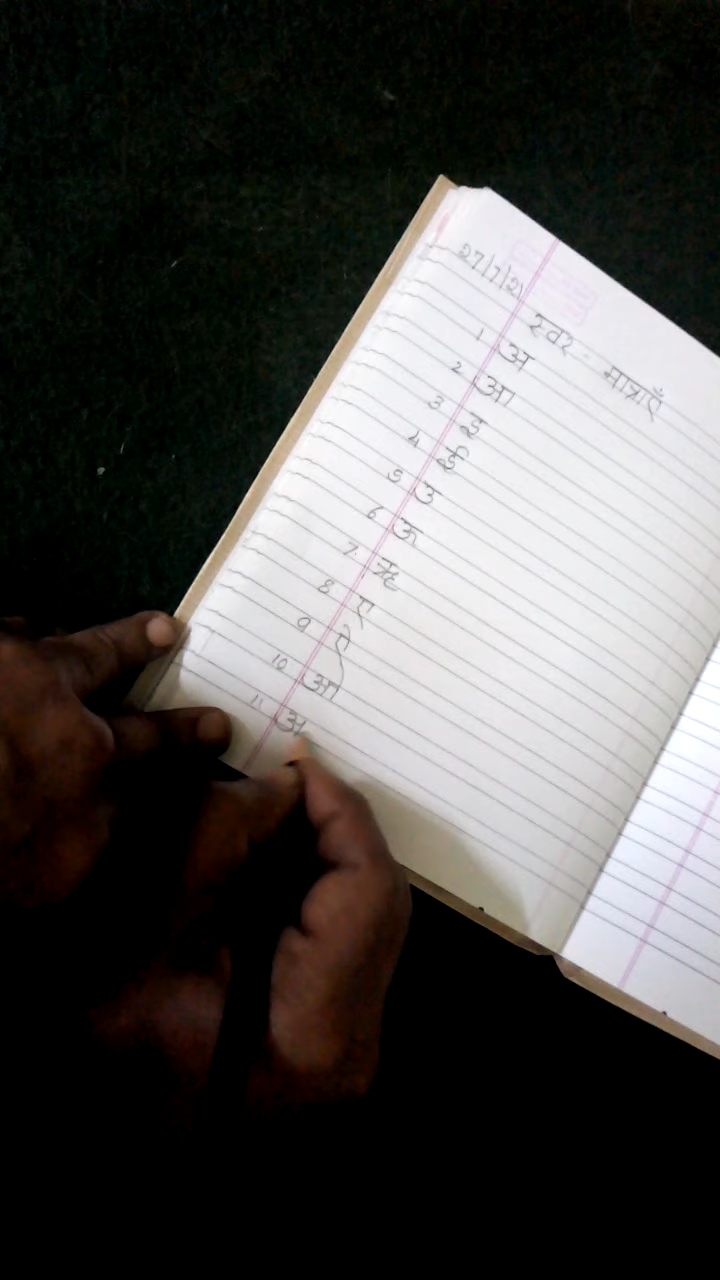 27/7/21
स्वर - मात्राएँ
1 अ
2 आ
3 इ
4 ई
5 उ
6 ऊ
7. ऋ
8 ए
9 ऐ
10 ओ
11 अ